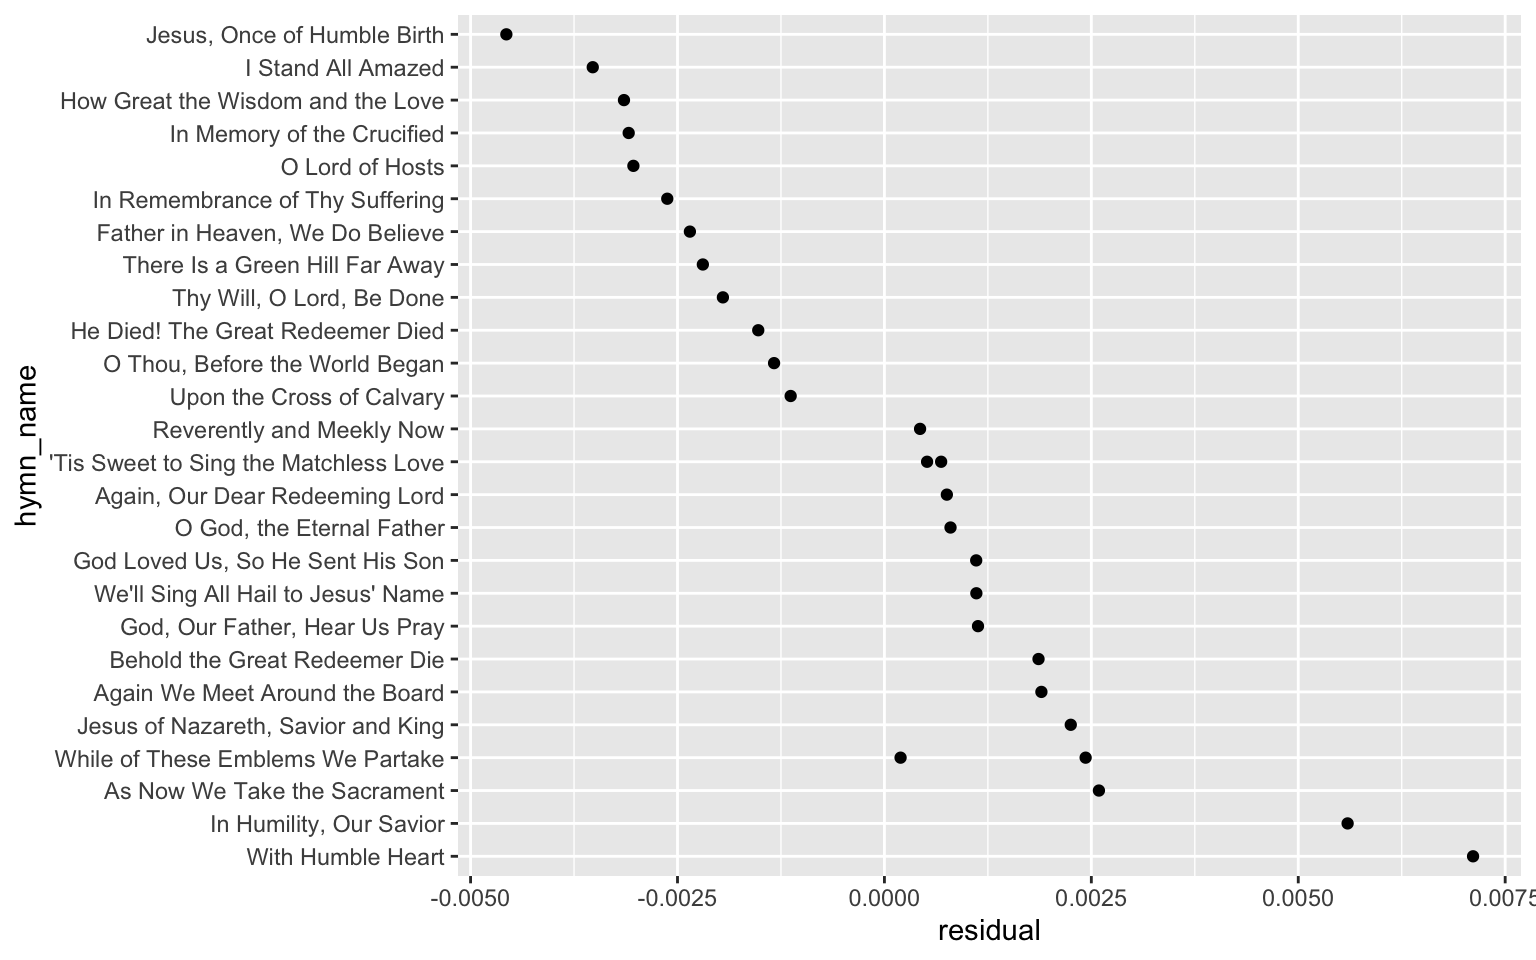 Jesus, Once of Humble Birth
I Stand All Amazed
How Great the Wisdom and the Love
In Memory of the Crucified
O Lord of Hosts
In Remembrance of Thy Suffering
Father in Heaven, We Do Believe
There Is a Green Hill Far Away
Thy Will, O Lord, Be Done
He Died! The Great Redeemer Died
O Thou, Before the World Began
Upon the Cross of Calvary
Reverently and Meekly Now
'Tis Sweet to Sing the Matchless Love
Again, Our Dear Redeeming Lord
O God, the Eternal Father
God Loved Us, So He Sent His Son
We'll Sing All Hail to Jesus' Name
God, Our Father, Hear Us Pray
Behold the Great Redeemer Die
Again We Meet Around the Board
Jesus of Nazareth, Savior and King
While of These Emblems We Partake
As Now We Take the Sacrament
In Humility, Our Savior
With Humble Heart
hymn_name
-0.0050 -0.0025 0.0000 0.0025 0.0050 0.0075
residual